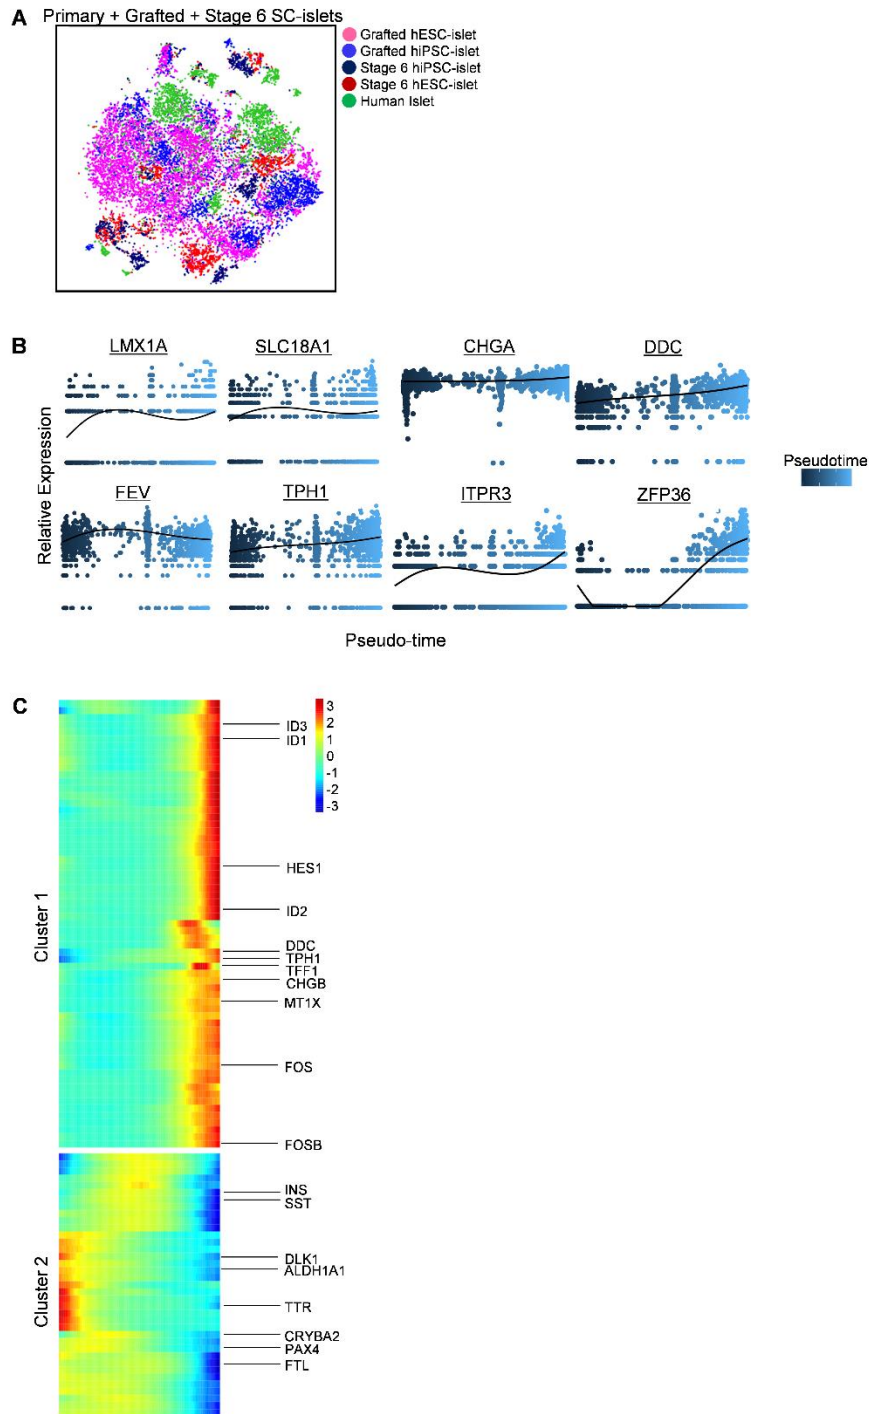 A Primary + Grafted + Stage 6 SC-islets
Grafted hESC-islet
Grafted hiPSC-islet
Stage 6 hiPSC-islet
Stage 6 hESC-islet
Human Islet
B
LMX1A SLC18A1 CHGA DDC
Relative Expression
Pseudotime
FEV TPH1 ITPR3 ZFP36
Pseudo-time
C
3
2
1
0
-1
-2
-3
Cluster 1
ID3
ID1
HES1
ID2
DDC
TPH1
TFF1
CHGB
MT1X
FOS
FOSB
Cluster 2
INS
SST
DLK1
ALDH1A1
TTR
CRYBA2
PAX4
FTL